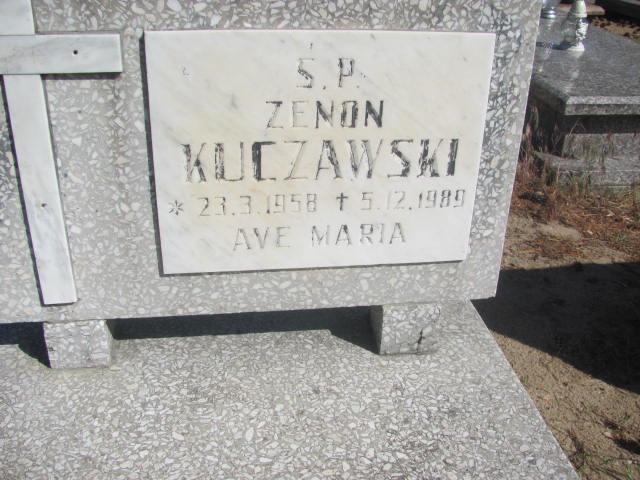 Ś.P.
ZENON
KUCZAWSKI
* 23.3.1958 † 5.12.1989
AVE MARIA